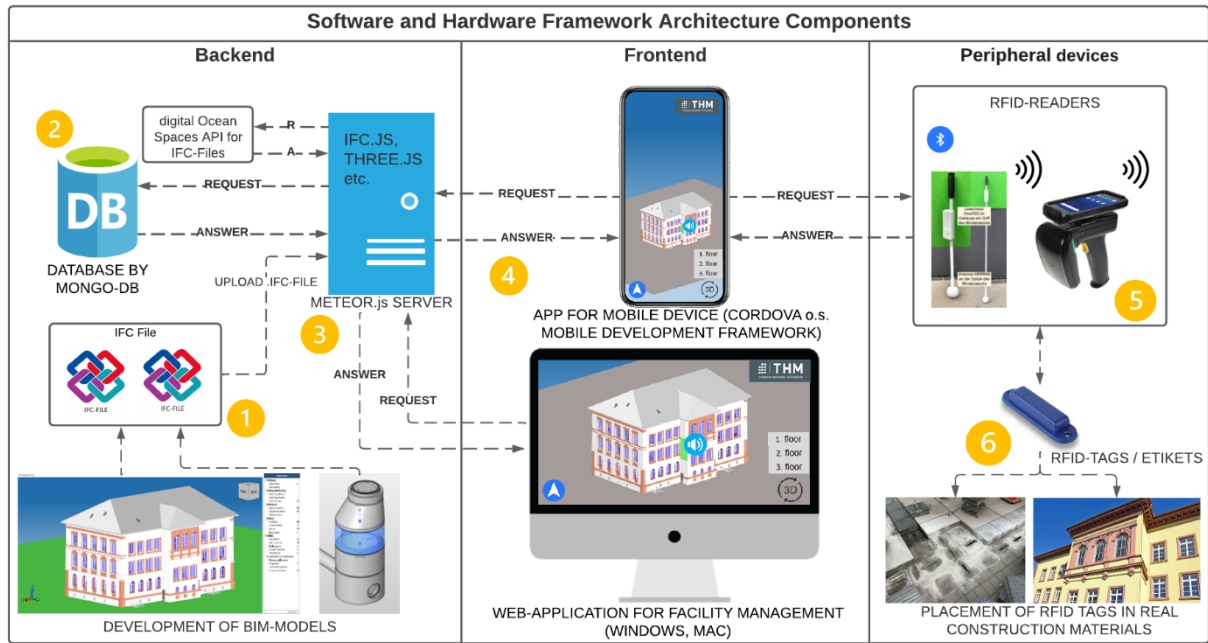 Software and Hardware Framework Architecture Components
Backend
Frontend
Peripheral devices
2
digital Ocean
Spaces API for
IFC-Files
R
A
IFC.JS,
THREE.JS
etc.
DB
REQUEST
ANSWER
DATABASE BY
MONGO-DB
UPLOAD .IFC-FILE
METEOR.js SERVER
3
IFC File
IFC-FILE
IFC-FILE
1
ANSWER
REQUEST
DEVELOPMENT OF BIM-MODELS
REQUEST
ANSWER
4
THM
1. floor
2. floor
3. floor
3D
APP FOR MOBILE DEVICE (CORDOVA o.s.
MOBILE DEVELOPMENT FRAMEWORK)
THM
1. floor
2. floor
3. floor
3D
WEB-APPLICATION FOR FACILITY MANAGEMENT
(WINDOWS, MAC)
REQUEST
ANSWER
RFID-READERS
5
6
RFID-TAGS / ETIKETS
PLACEMENT OF RFID TAGS IN REAL
CONSTRUCTION MATERIALS